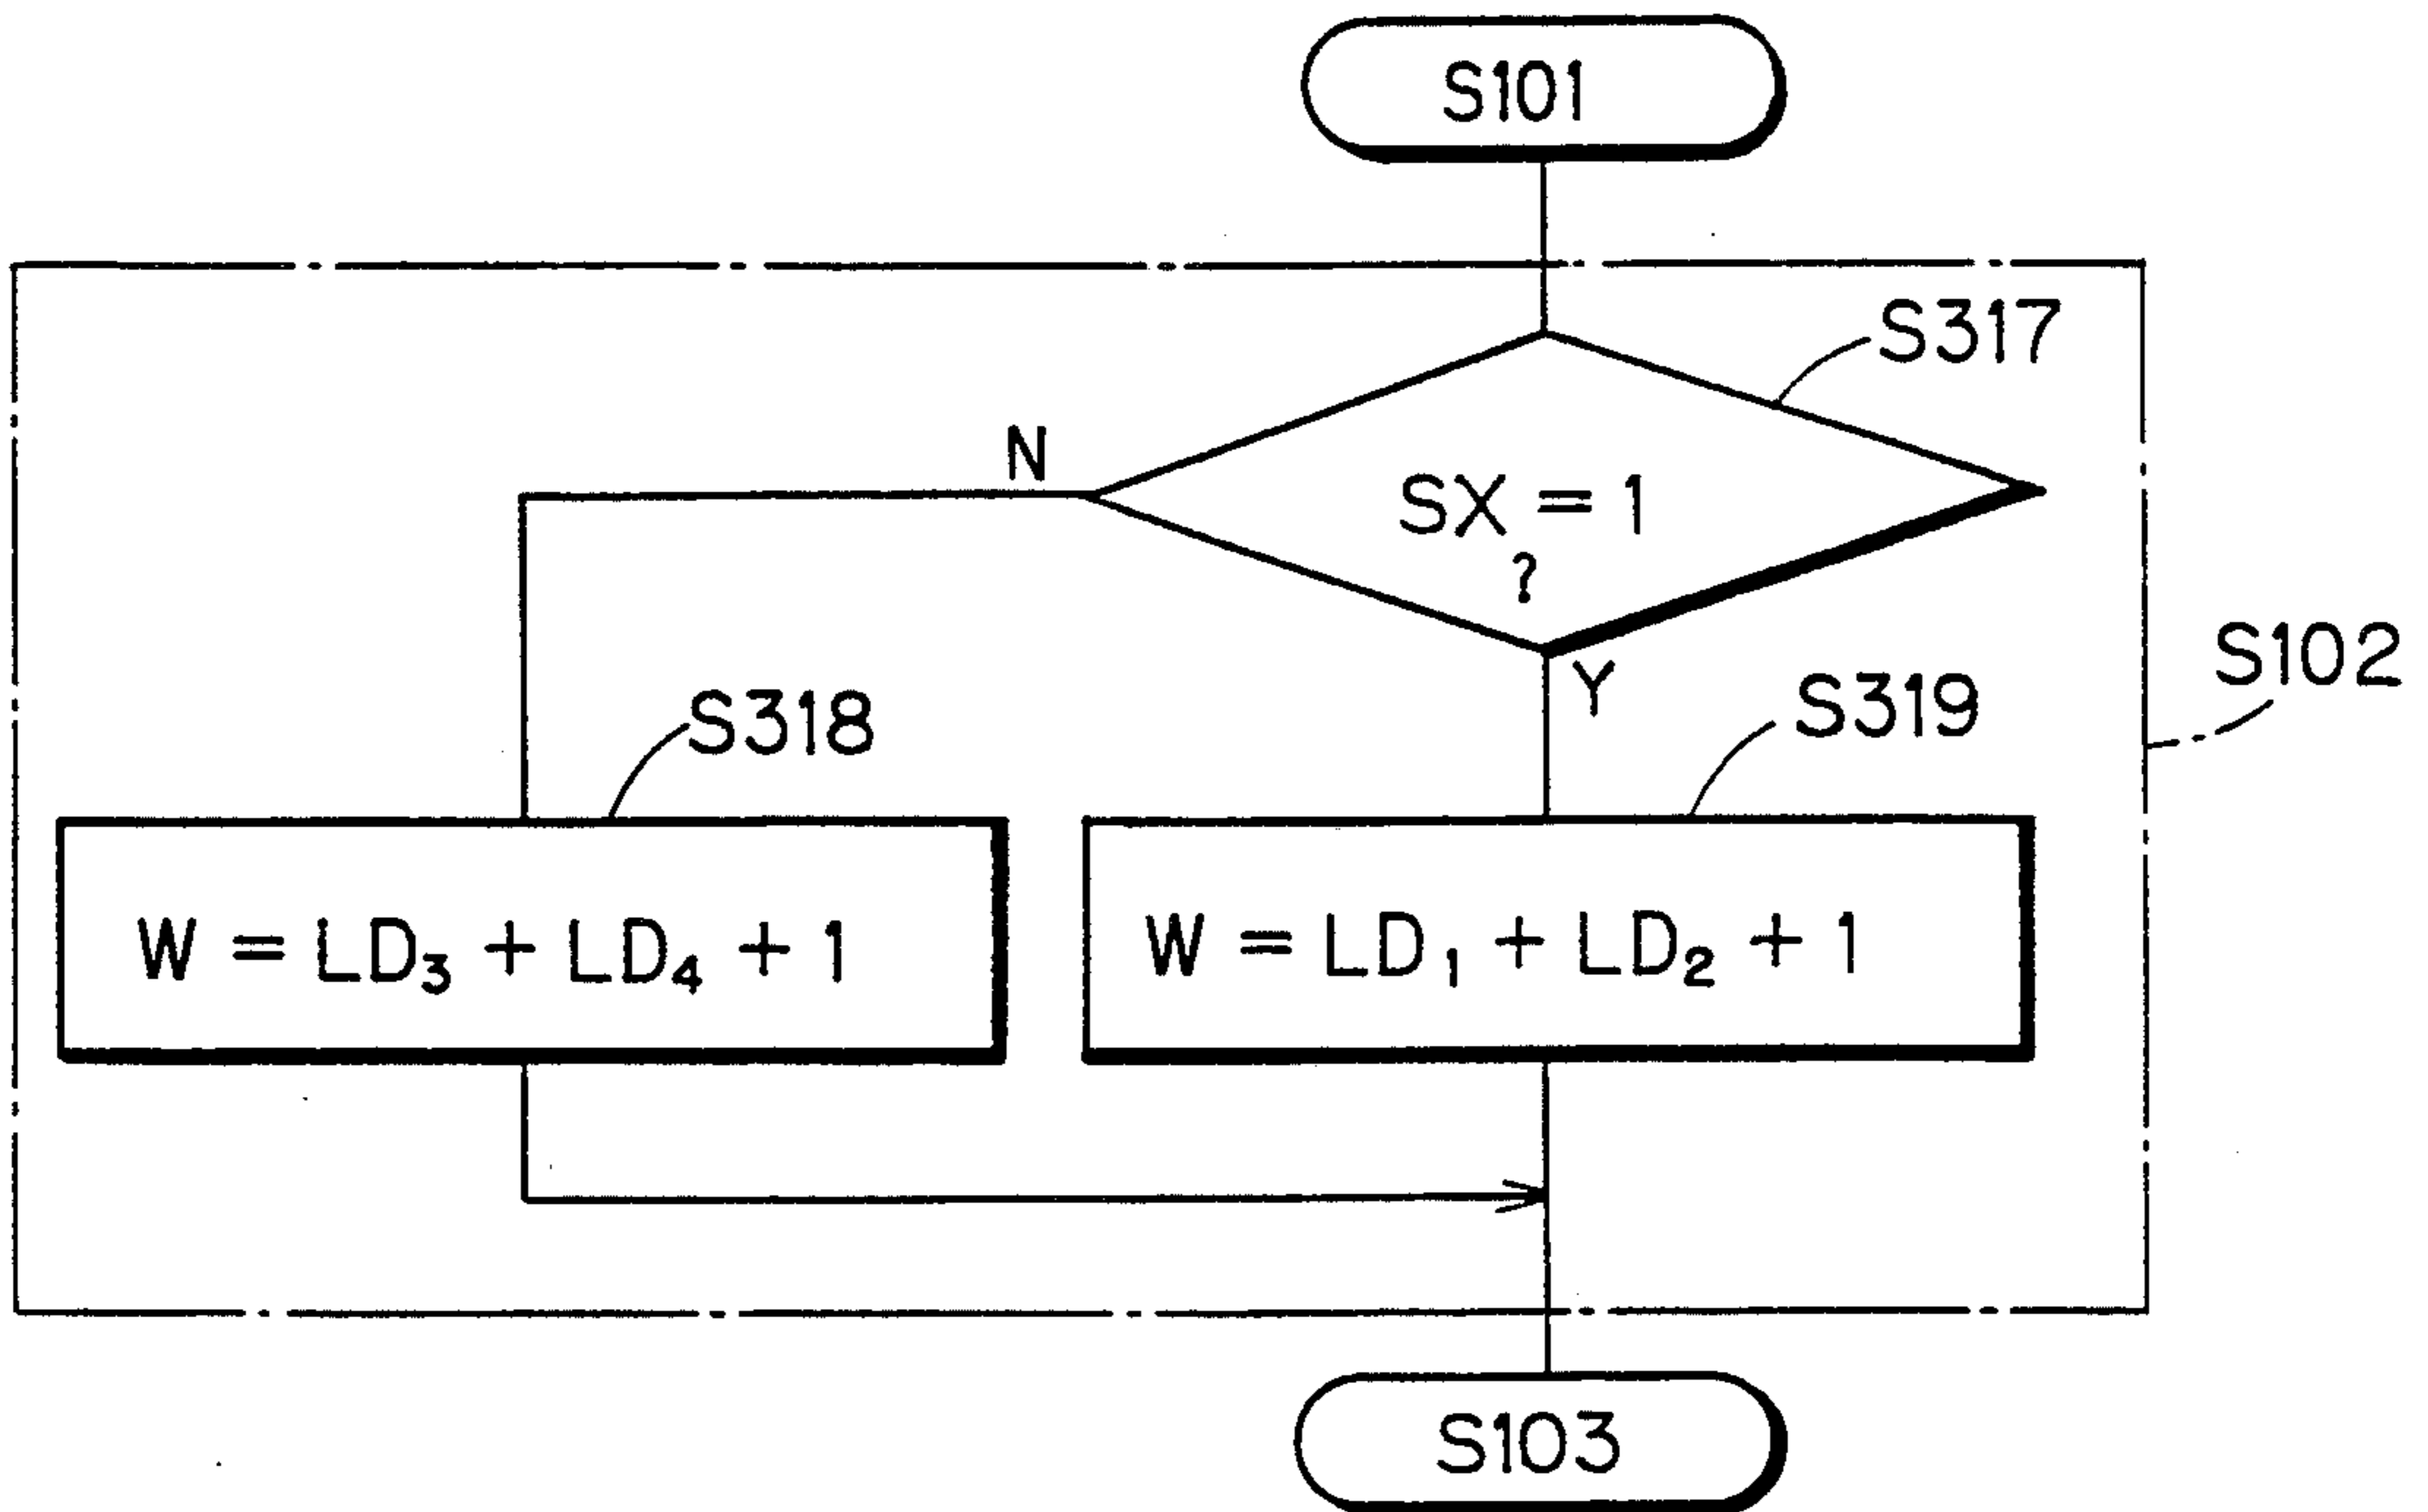 S101
S317
N
SX = 1
?
S102
Y
S319
S318
W = LD₃ + LD₄ + 1
W = LD₁ + LD₂ + 1
S103